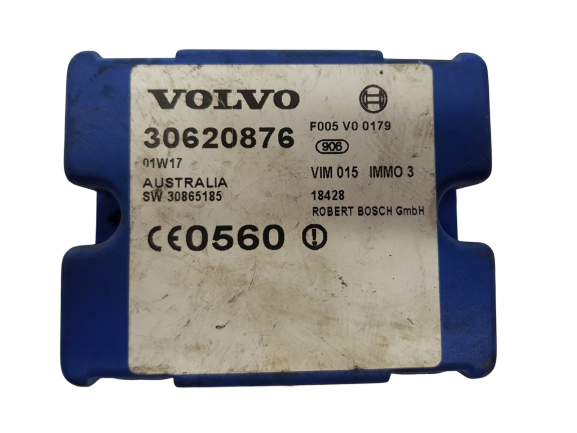 VOLVO
30620876
01W17
AUSTRALIA
SW 30865185
CE0560
F005 V0 0179
906
VIM 015 IMMO 3
18428
ROBERT BOSCH GmbH